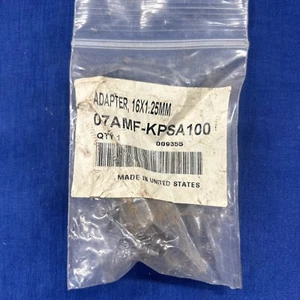 ADAPTER, 16X1.25MM
07AMF-KPSA100
QTY 1
009355
MADE IN UNITED STATES